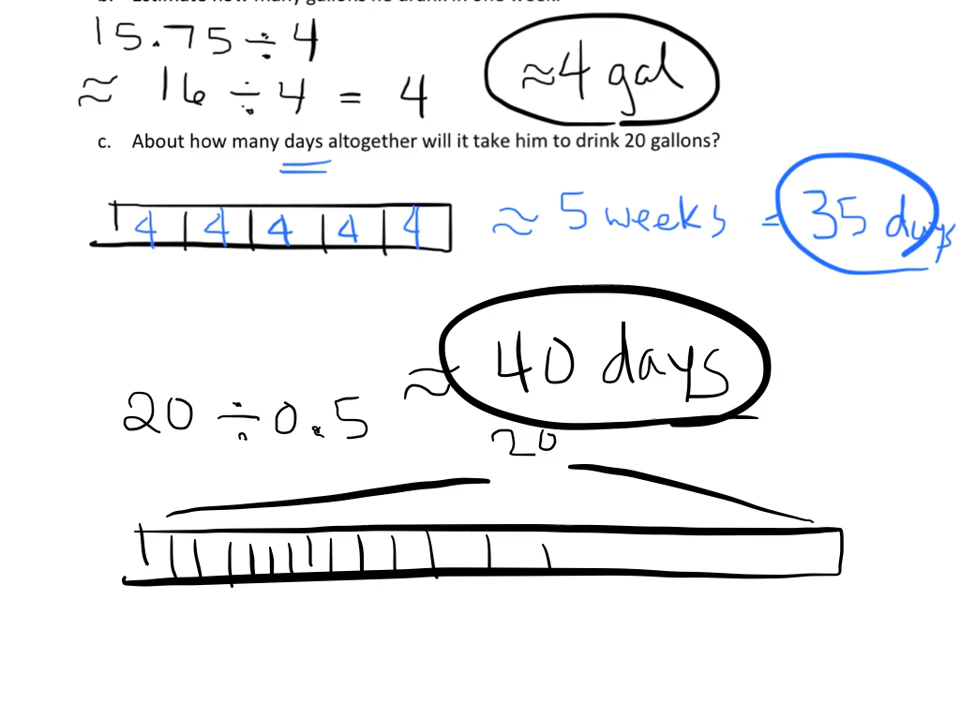 15.75 ÷ 4
≈ 16 ÷ 4 = 4
≈4 gal
c. About how many days altogether will it take him to drink 20 gallons?
4 4 4 4 4
≈ 5 weeks = 35 days
20 ÷ 0.5 ≈ 40 days
20